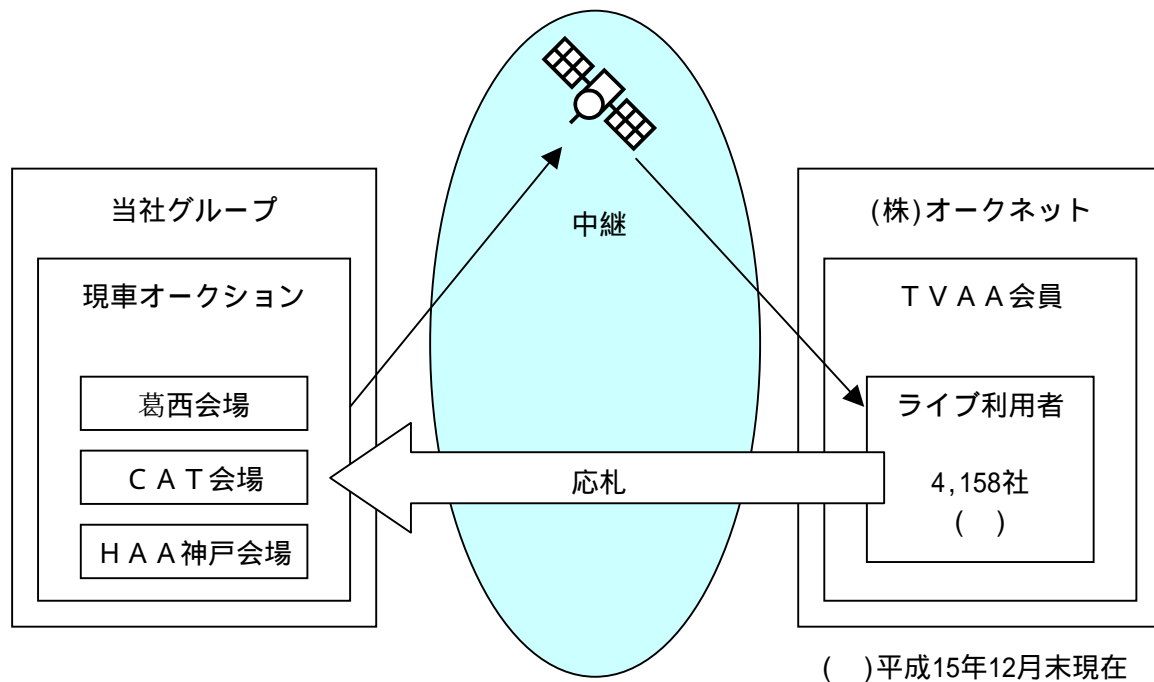 当社グループ
現車オークション
葛西会場
ＣＡＴ会場
ＨＡＡ神戸会場
中継
応札
(株)オークネット
ＴＶＡＡ会員
ライブ利用者
4,158社
(　)
(　)平成15年12月末現在